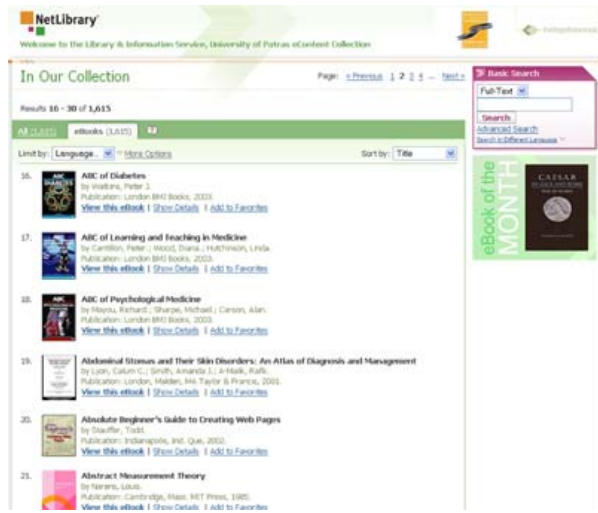 NetLibrary
Welcome to the Library & Information Service, University of Patras eContent Collection
In Our Collection
Page: « Previous 1 2 3 4 ... Next »
Results 16 - 30 of 1,615
All (1,615) eBooks (1,615)
Limit by: Language... More Options Sort by: Title
16. ABC of Diabetes
by Watkins, Peter J.
Publication: London BMJ Books, 2003.
View this eBook | Show Details | Add to Favorites
17. ABC of Learning and Teaching in Medicine
by Cantillon, Peter.; Wood, Diana.; Hutchinson, Linda.
Publication: London BMJ Books, 2003.
View this eBook | Show Details | Add to Favorites
18. ABC of Psychological Medicine
by Mayou, Richard.; Sharpe, Michael.; Carson, Alan.
Publication: London BMJ Books, 2003.
View this eBook | Show Details | Add to Favorites
19. Abdominal Stomas and Their Skin Disorders: An Atlas of Diagnosis and Management
by Lyon, Calum C.; Smith, Amanda J.; A-Malik, Rafik.
Publication: London, Malden, MA Taylor & Francis, 2001.
View this eBook | Show Details | Add to Favorites
20. Absolute Beginner's Guide to Creating Web Pages
by Stauffer, Todd.
Publication: Indianapolis, Ind. Que, 2002.
View this eBook | Show Details | Add to Favorites
21. Abstract Measurement Theory
by Narens, Louis.
Publication: Cambridge, Mass. MIT Press, 1985.
View this eBook | Show Details | Add to Favorites
Basic Search
Full-Text
Search
Advanced Search
Search in Different Language
eBook of the
MONTH
CAESAR